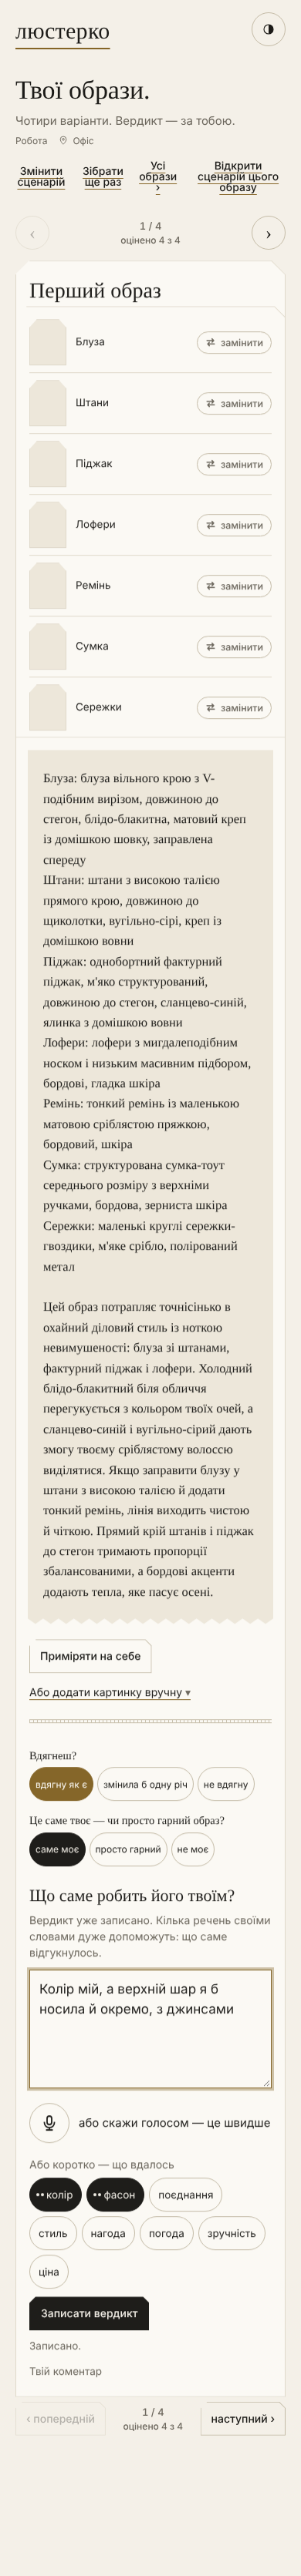 люстерко
Твої образи.
Чотири варіанти. Вердикт — за тобою.
Робота Офіс
Змінити
сценарій
Зібрати
ще раз
Усі
образи
›
Відкрити
сценарій цього
образу
‹
1 / 4
оцінено 4 з 4
›
Перший образ
Блуза ⇄ замінити
Штани ⇄ замінити
Піджак ⇄ замінити
Лофери ⇄ замінити
Ремінь ⇄ замінити
Сумка ⇄ замінити
Сережки ⇄ замінити
Блуза: блуза вільного крою з V-
подібним вирізом, довжиною до
стегон, блідо-блакитна, матовий креп
із домішкою шовку, заправлена
спереду
Штани: штани з високою талією
прямого крою, довжиною до
щиколотки, вугільно-сірі, креп із
домішкою вовни
Піджак: однобортний фактурний
піджак, м'яко структурований,
довжиною до стегон, сланцево-синій,
ялинка з домішкою вовни
Лофери: лофери з мигдалеподібним
носком і низьким масивним підбором,
бордові, гладка шкіра
Ремінь: тонкий ремінь із маленькою
матовою сріблястою пряжкою,
бордовий, шкіра
Сумка: структурована сумка-тоут
середнього розміру з верхніми
ручками, бордова, зерниста шкіра
Сережки: маленькі круглі сережки-
гвоздики, м'яке срібло, полірований
метал
Цей образ потрапляє точнісінько в
охайний діловий стиль із ноткою
невимушеності: блуза зі штанами,
фактурний піджак і лофери. Холодний
блідо-блакитний біля обличчя
перегукується з кольором твоїх очей, а
сланцево-синій і вугільно-сірий дають
змогу твоєму сріблястому волоссю
виділятися. Якщо заправити блузу у
штани з високою талією й додати
тонкий ремінь, лінія виходить чистою
й чіткою. Прямий крій штанів і піджак
до стегон тримають пропорції
збалансованими, а бордові акценти
додають тепла, яке пасує осені.
Приміряти на себе
Або додати картинку вручну ▾
Вдягнеш?
вдягну як є змінила б одну річ не вдягну
Це саме твоє — чи просто гарний образ?
саме моє просто гарний не моє
Що саме робить його твоїм?
Вердикт уже записано. Кілька речень своїми
словами дуже допоможуть: що саме
відгукнулось.
Колір мій, а верхній шар я б
носила й окремо, з джинсами
або скажи голосом — це швидше
Або коротко — що вдалось
•• колір •• фасон поєднання
стиль нагода погода зручність
ціна
Записати вердикт
Записано.
Твій коментар
‹ попередній
1 / 4
оцінено 4 з 4
наступний ›